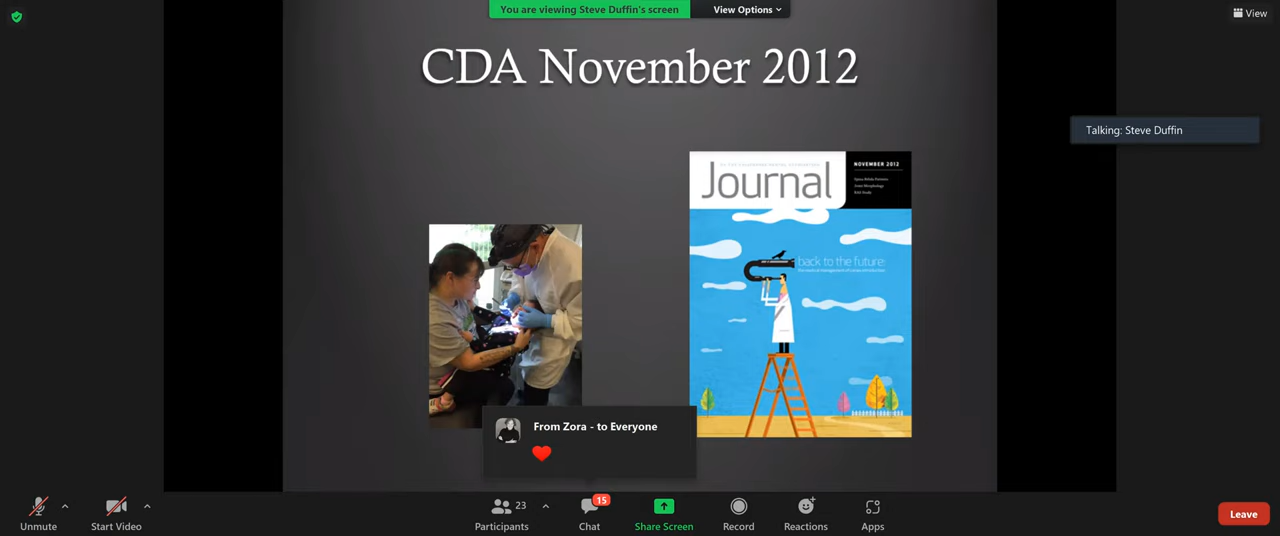 You are viewing Steve Duffin's screen
View Options
View
CDA November 2012
Talking: Steve Duffin
Journal
NOVEMBER 2012
back to the future:
From Zora - to Everyone
Unmute
Start Video
23
Participants
15
Chat
Share Screen
Record
Reactions
Apps
Leave